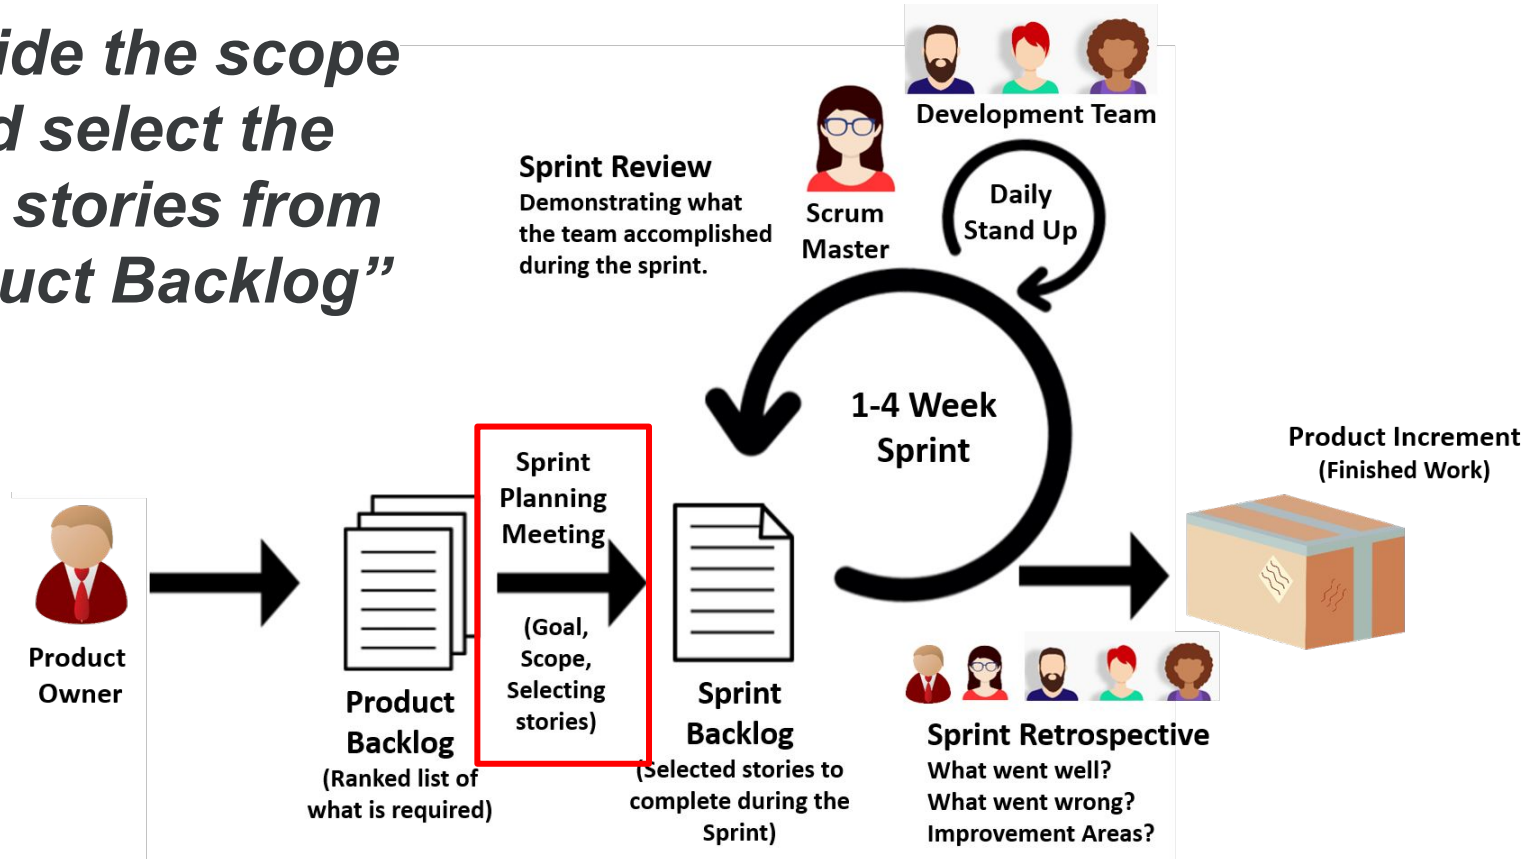 ide the scope
d select the
stories from
uct Backlog”
Development Team
Sprint Review
Demonstrating what
the team accomplished
during the sprint.
Scrum
Master
Daily
Stand Up
1-4 Week
Sprint
Product Increment
(Finished Work)
Sprint
Planning
Meeting
(Goal,
Scope,
Selecting
stories)
Product
Owner
Product
Backlog
(Ranked list of
what is required)
Sprint
Backlog
(Selected stories to
complete during the
Sprint)
Sprint Retrospective
What went well?
What went wrong?
Improvement Areas?